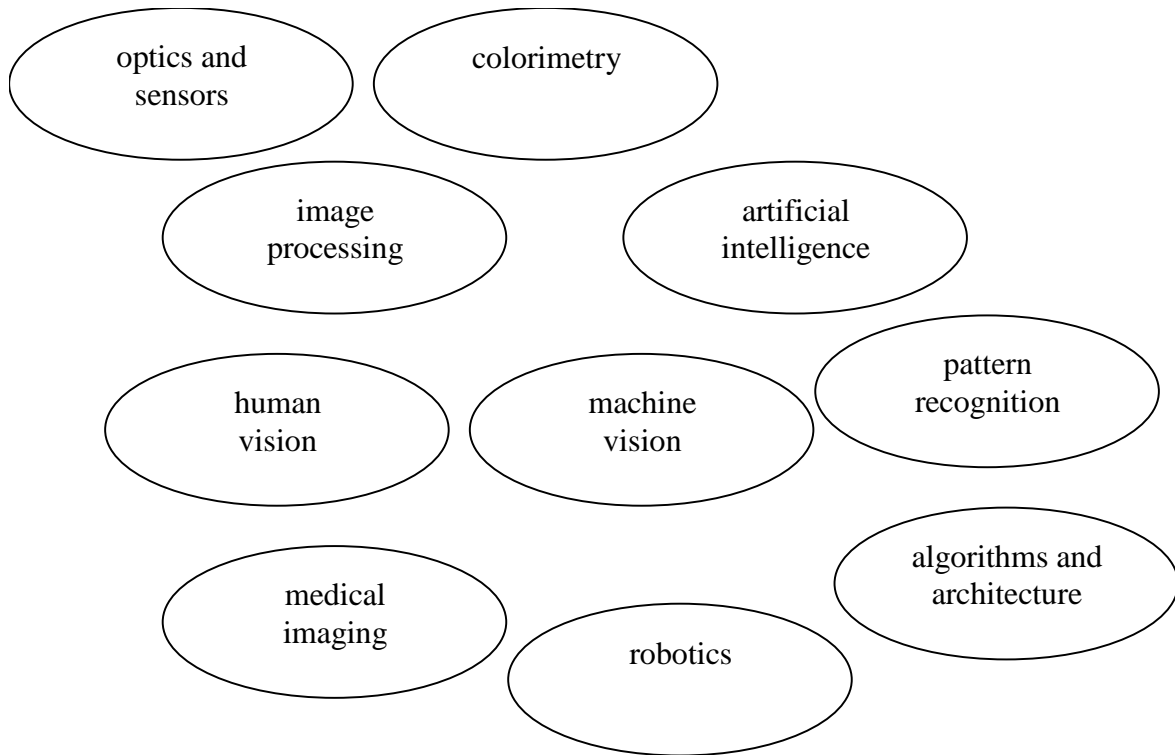 optics and
sensors
colorimetry
image
processing
artificial
intelligence
human
vision
machine
vision
pattern
recognition
medical
imaging
robotics
algorithms and
architecture